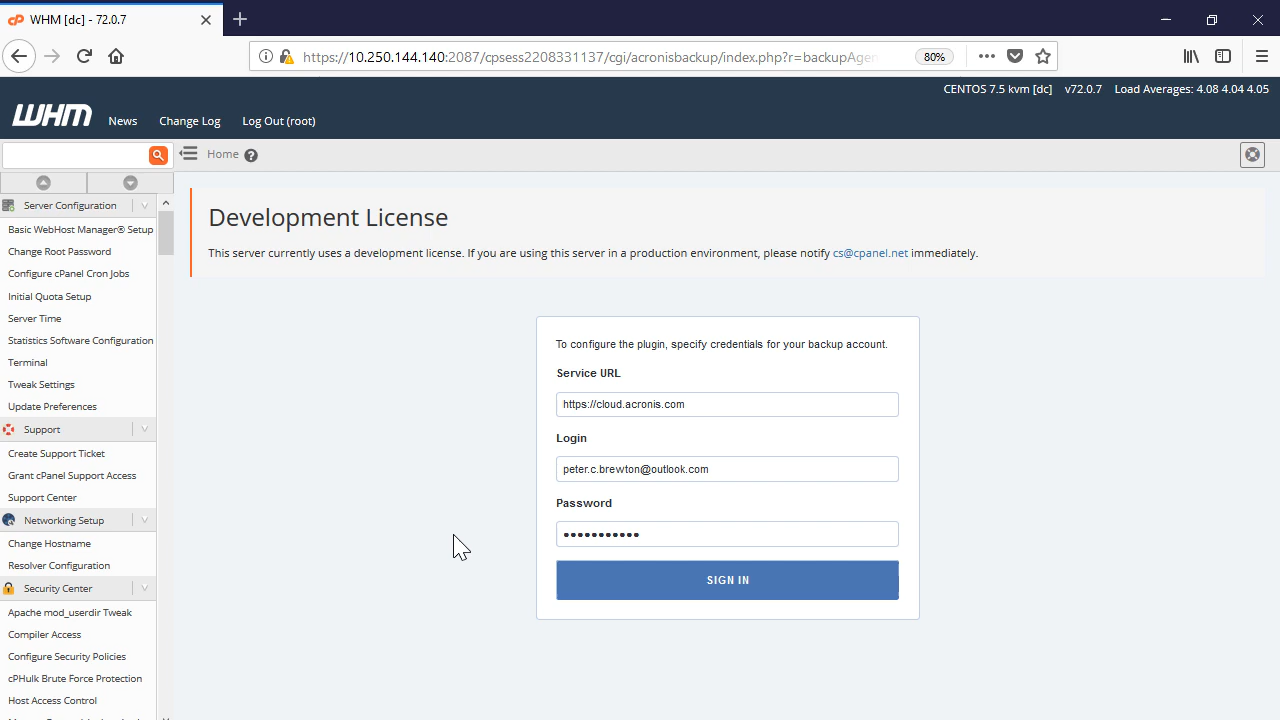 WHM [dc] - 72.0.7
https://10.250.144.140:2087/cpsess2208331137/cgi/acronisbackup/index.php?r=backupAgen
80%
CENTOS 7.5 kvm [dc] v72.0.7 Load Averages: 4.08 4.04 4.05
WHM News Change Log Log Out (root)
Home
Server Configuration
Basic WebHost Manager® Setup
Change Root Password
Configure cPanel Cron Jobs
Initial Quota Setup
Server Time
Statistics Software Configuration
Terminal
Tweak Settings
Update Preferences
Support
Create Support Ticket
Grant cPanel Support Access
Support Center
Networking Setup
Change Hostname
Resolver Configuration
Security Center
Apache mod_userdir Tweak
Compiler Access
Configure Security Policies
cPHulk Brute Force Protection
Host Access Control
Development License
This server currently uses a development license. If you are using this server in a production environment, please notify cs@cpanel.net immediately.
To configure the plugin, specify credentials for your backup account.
Service URL
https://cloud.acronis.com
Login
peter.c.brewton@outlook.com
Password
•••••••••••
SIGN IN